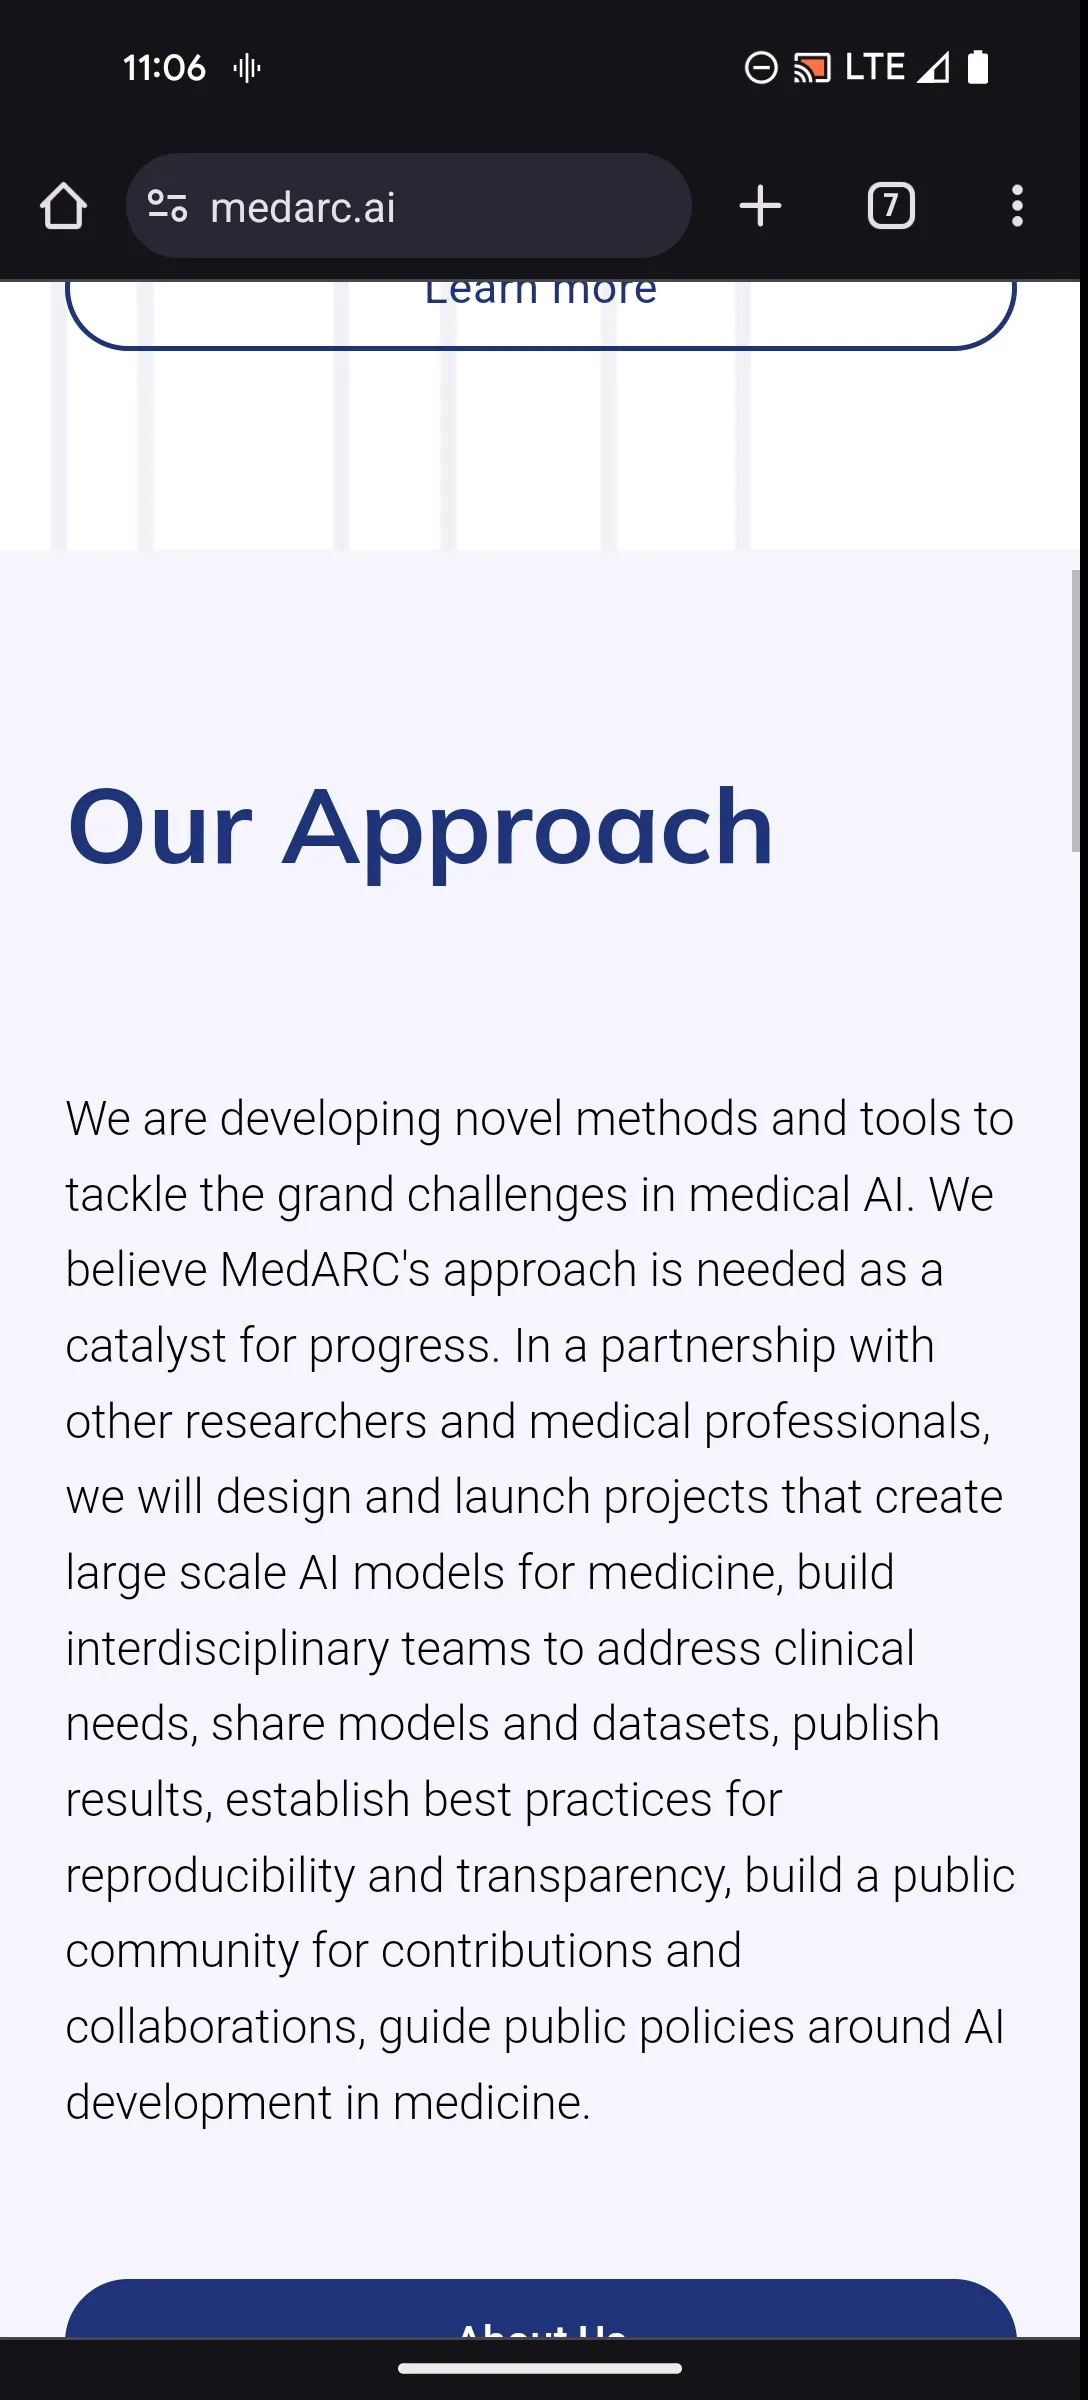 11:06
LTE
medarc.ai
7
Learn more
Our Approach
We are developing novel methods and tools to
tackle the grand challenges in medical AI. We
believe MedARC's approach is needed as a
catalyst for progress. In a partnership with
other researchers and medical professionals,
we will design and launch projects that create
large scale AI models for medicine, build
interdisciplinary teams to address clinical
needs, share models and datasets, publish
results, establish best practices for
reproducibility and transparency, build a public
community for contributions and
collaborations, guide public policies around AI
development in medicine.
About Us